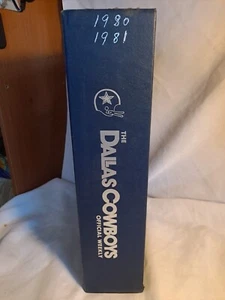 1980
1981
THE
DALLAS COWBOYS
OFFICIAL WEEKLY